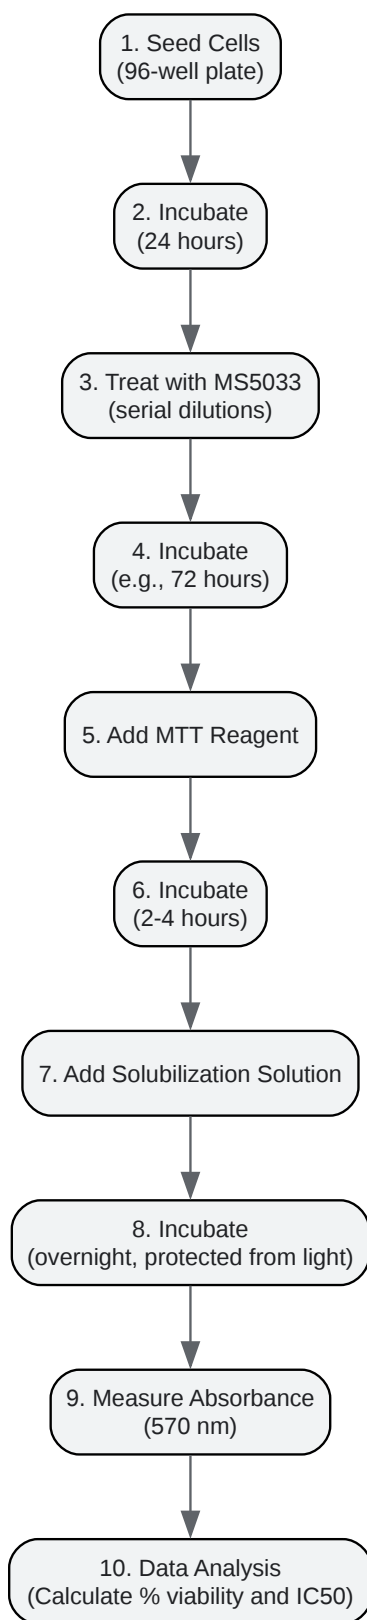 1. Seed Cells
(96-well plate)
2. Incubate
(24 hours)
3. Treat with MS5033
(serial dilutions)
4. Incubate
(e.g., 72 hours)
5. Add MTT Reagent
6. Incubate
(2-4 hours)
7. Add Solubilization Solution
8. Incubate
(overnight, protected from light)
9. Measure Absorbance
(570 nm)
10. Data Analysis
(Calculate % viability and IC50)